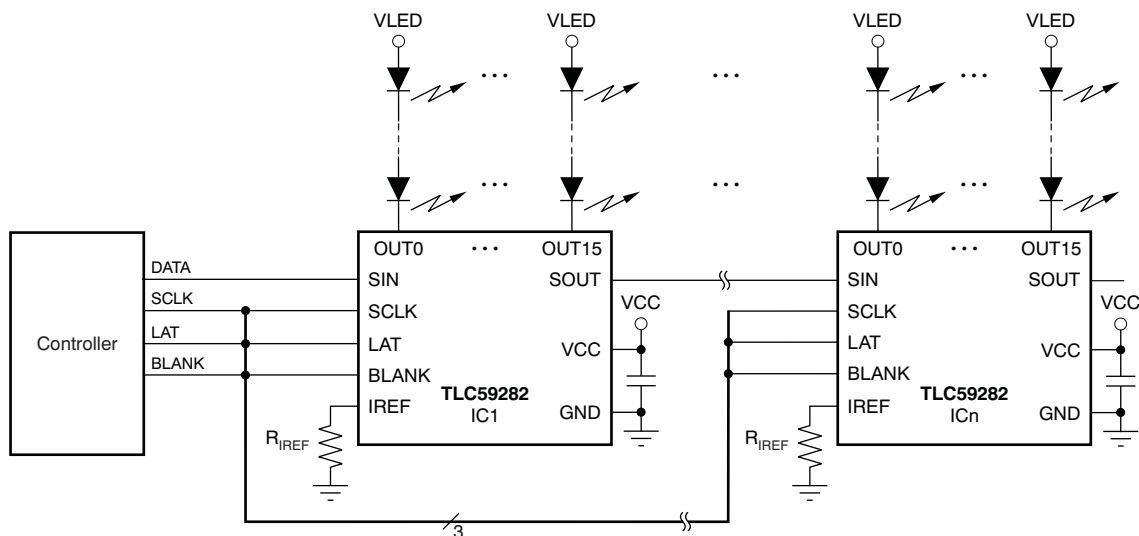 VLED VLED VLED VLED
... ... ...
... ... ...
OUT0 ... OUT15 OUT0 ... OUT15
DATA SIN SOUT SIN SOUT
SCLK SCLK VCC SCLK VCC
Controller LAT LAT VCC LAT VCC
BLANK BLANK BLANK
TLC59282 TLC59282
IREF IC1 GND IREF ICn GND
RIREF RIREF
3